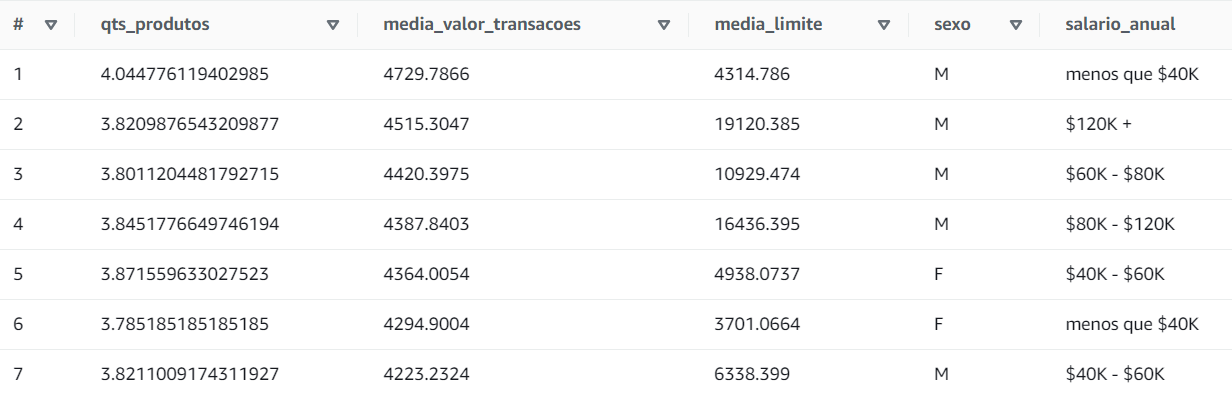 # qts_produtos media_valor_transacoes media_limite sexo salario_anual
1 4.044776119402985 4729.7866 4314.786 M menos que $40K
2 3.8209876543209877 4515.3047 19120.385 M $120K +
3 3.8011204481792715 4420.3975 10929.474 M $60K - $80K
4 3.8451776649746194 4387.8403 16436.395 M $80K - $120K
5 3.871559633027523 4364.0054 4938.0737 F $40K - $60K
6 3.785185185185185 4294.9004 3701.0664 F menos que $40K
7 3.8211009174311927 4223.2324 6338.399 M $40K - $60K